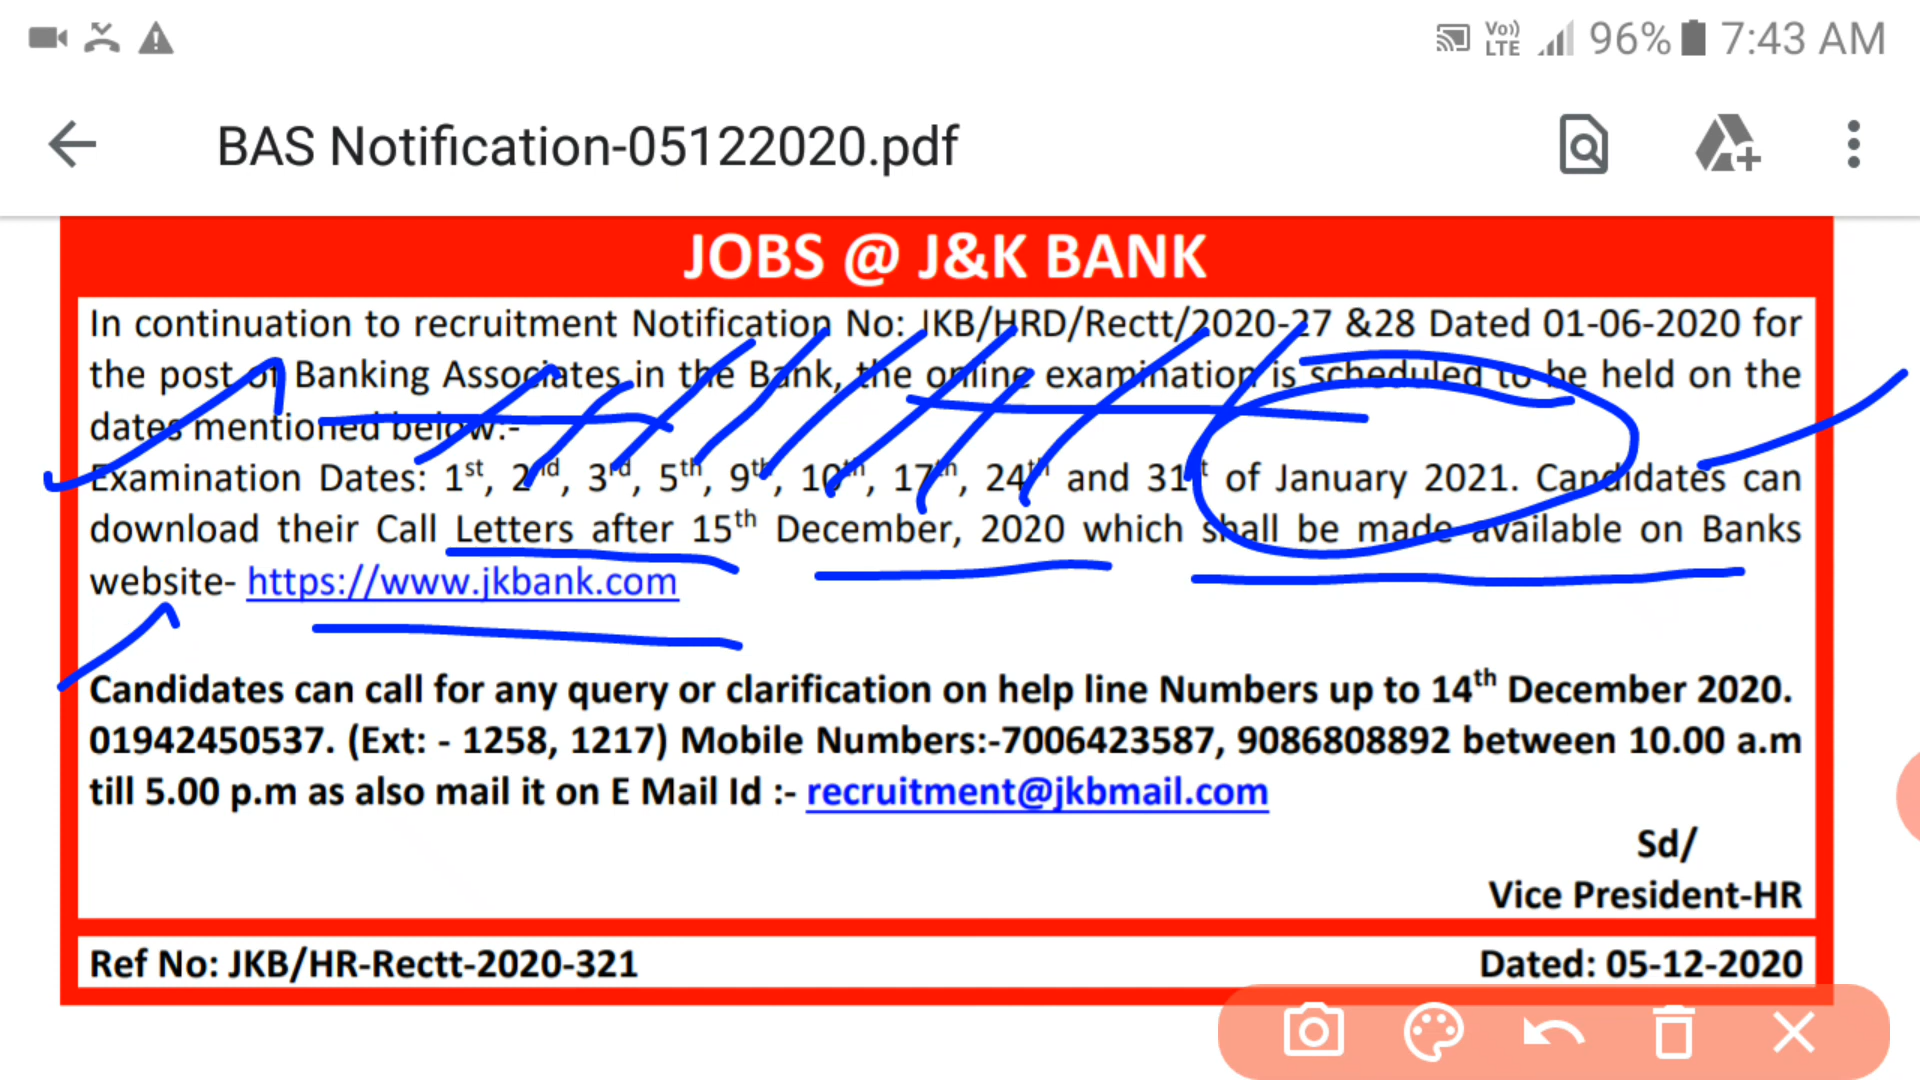 Vo)) LTE 96% 7:43 AM
BAS Notification-05122020.pdf
JOBS @ J&K BANK
In continuation to recruitment Notification No: JKB/HRD/Rectt/2020-27 &28 Dated 01-06-2020 for
the post of Banking Associates in the Bank, the online examination is scheduled to be held on the
dates mentioned below:-
Examination Dates: 1st, 2nd, 3rd, 5th, 9th, 10th, 17th, 24th and 31st of January 2021. Candidates can
download their Call Letters after 15th December, 2020 which shall be made available on Banks
website- https://www.jkbank.com
Candidates can call for any query or clarification on help line Numbers up to 14th December 2020.
01942450537. (Ext: - 1258, 1217) Mobile Numbers:-7006423587, 9086808892 between 10.00 a.m
till 5.00 p.m as also mail it on E Mail Id :- recruitment@jkbmail.com
Sd/
Vice President-HR
Ref No: JKB/HR-Rectt-2020-321 Dated: 05-12-2020